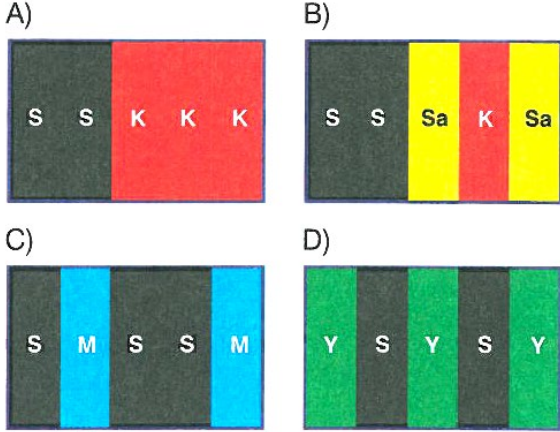 A)
S S K K K
B)
S S Sa K Sa
C)
S M S S M
D)
Y S Y S Y